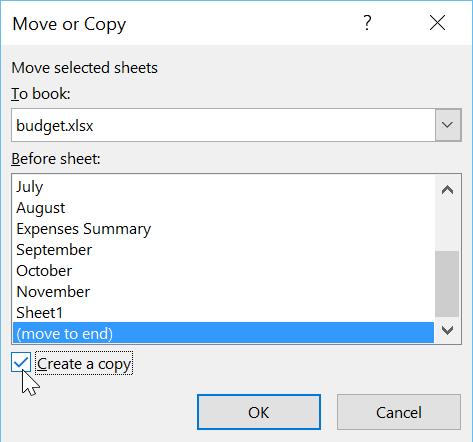 Move or Copy ?
Move selected sheets
To book:
budget.xlsx
Before sheet:
July
August
Expenses Summary
September
October
November
Sheet1
(move to end)
Create a copy
OK Cancel